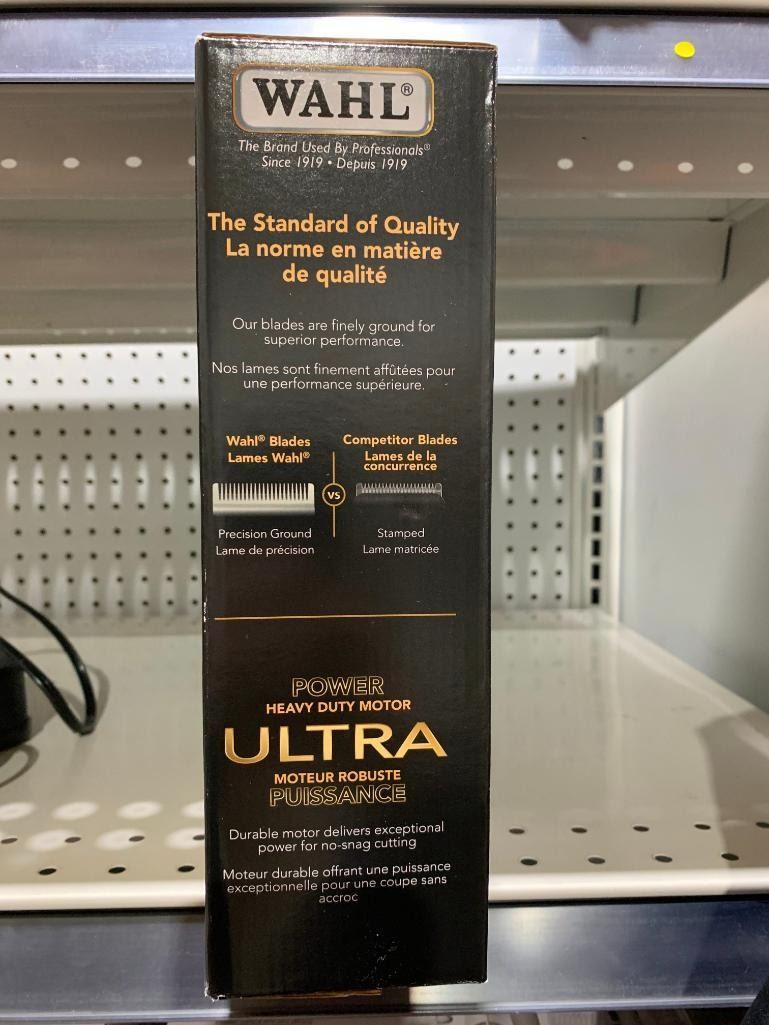 WAHL®
The Brand Used By Professionals®
Since 1919 • Depuis 1919
The Standard of Quality
La norme en matière
de qualité
Our blades are finely ground for
superior performance.
Nos lames sont finement affûtées pour
une performance supérieure.
Wahl® Blades
Lames Wahl®
vs
Competitor Blades
Lames de la
concurrence
Precision Ground
Lame de précision
Stamped
Lame matricée
POWER
HEAVY DUTY MOTOR
ULTRA
MOTEUR ROBUSTE
PUISSANCE
Durable motor delivers exceptional
power for no-snag cutting
Moteur durable offrant une puissance
exceptionnelle pour une coupe sans
accroc